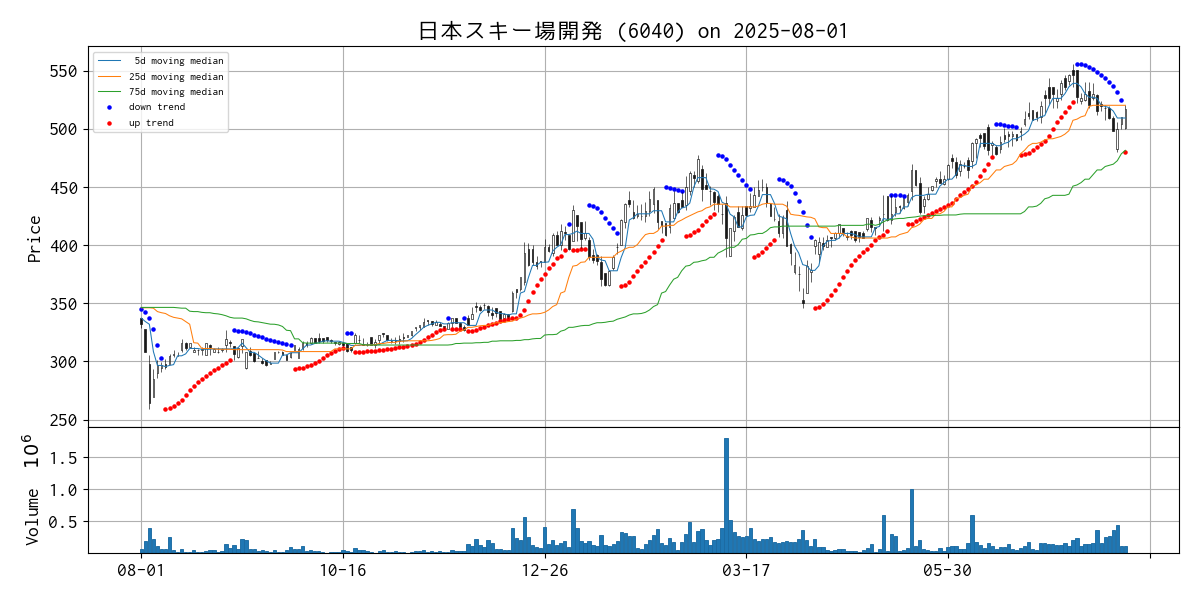 日本スキー場開発 (6040) on 2025-08-01
5d moving median
25d moving median
75d moving median
down trend
up trend
Price
550
500
450
400
350
300
250
Volume 10^6
1.5
1.0
0.5
08-01 10-16 12-26 03-17 05-30